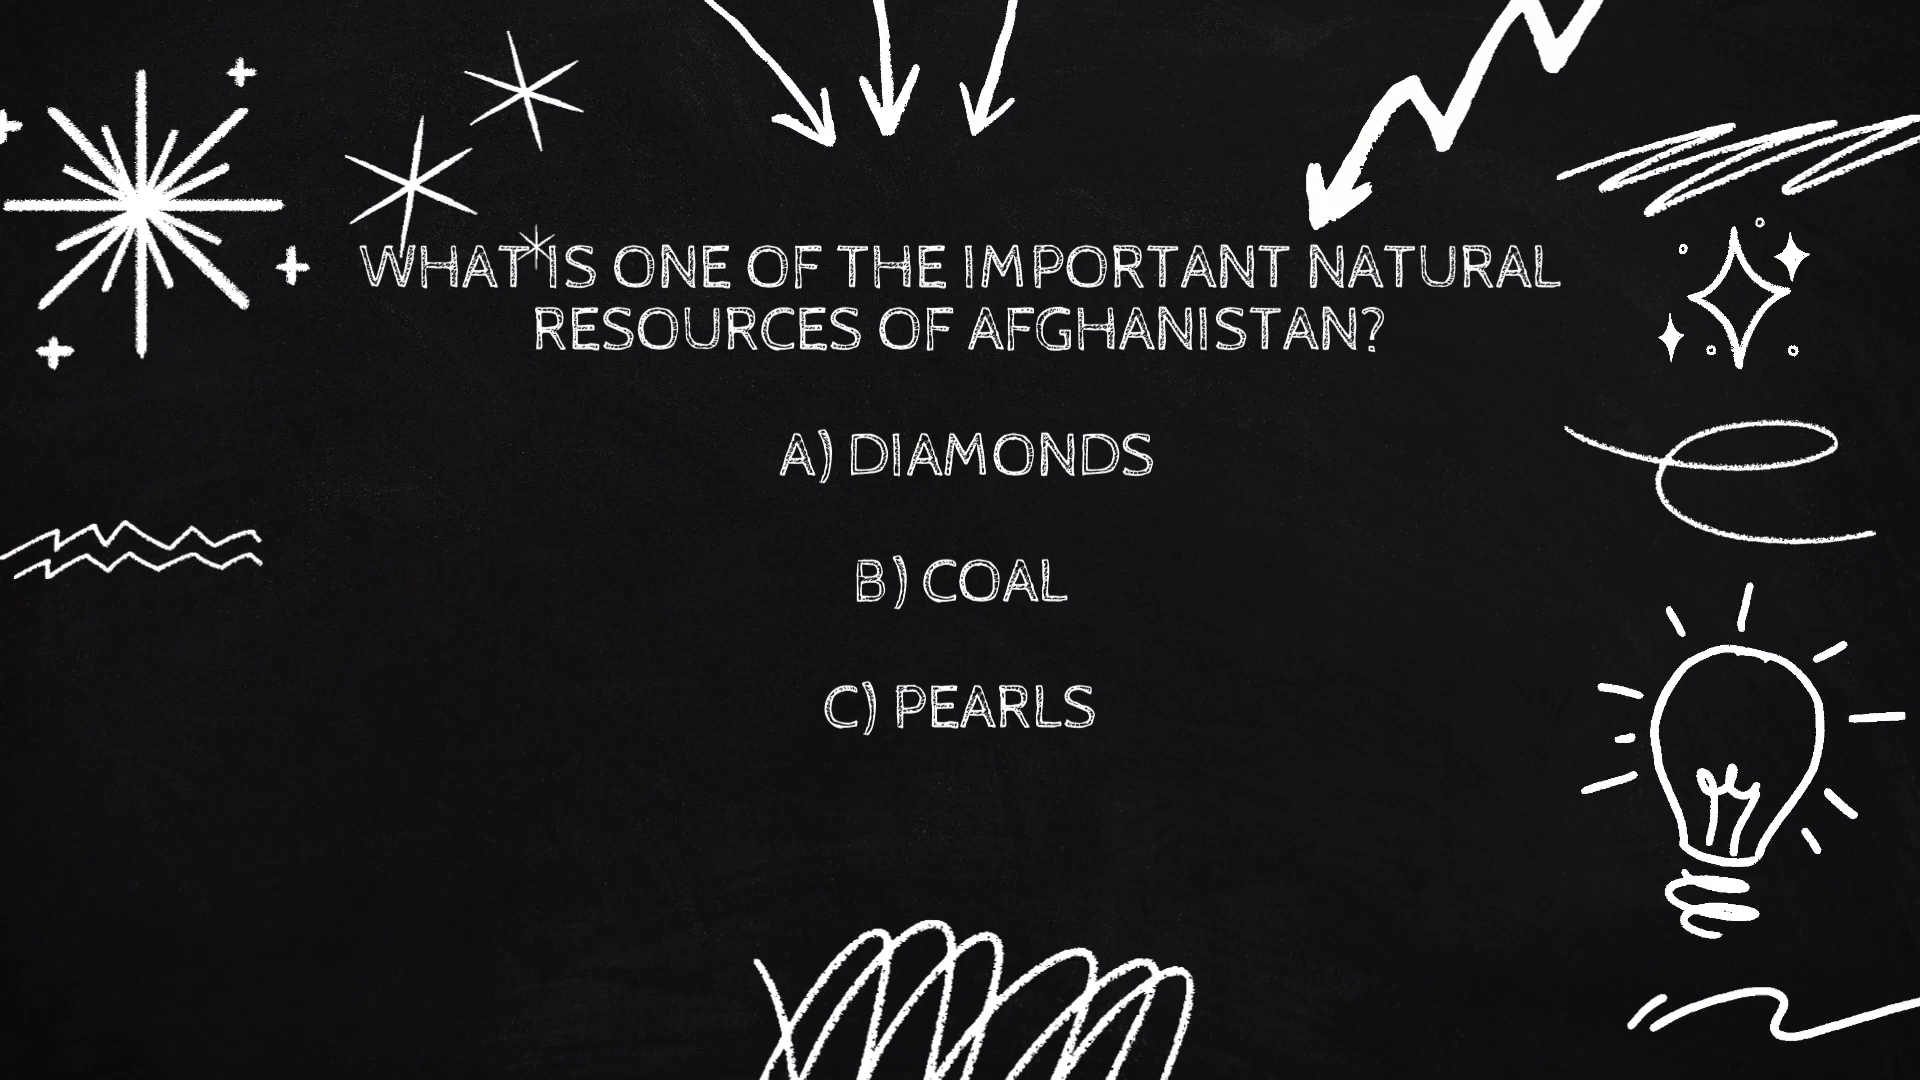 WHAT IS ONE OF THE IMPORTANT NATURAL
RESOURCES OF AFGHANISTAN?
A) DIAMONDS
B) COAL
C) PEARLS